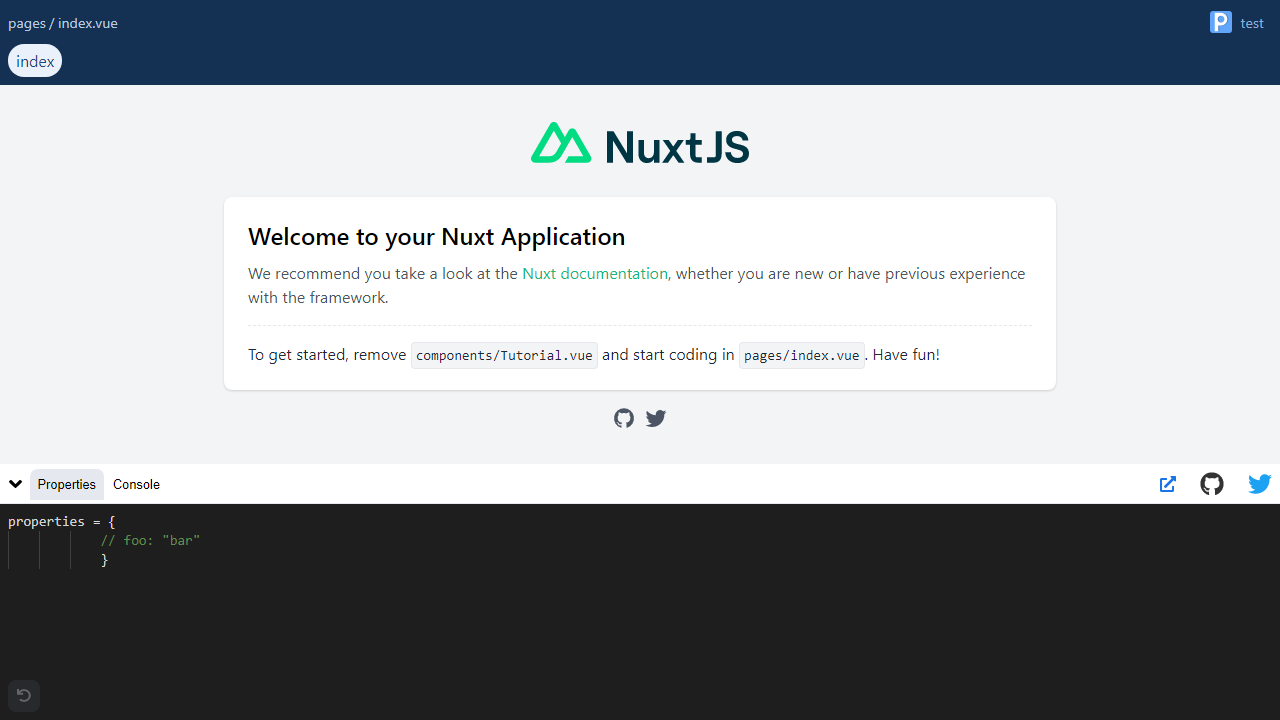 pages / index.vue
P test
index
NuxtJS
Welcome to your Nuxt Application
We recommend you take a look at the Nuxt documentation, whether you are new or have previous experience
with the framework.
To get started, remove components/Tutorial.vue and start coding in pages/index.vue. Have fun!
Properties Console
properties = {
// foo: "bar"
}